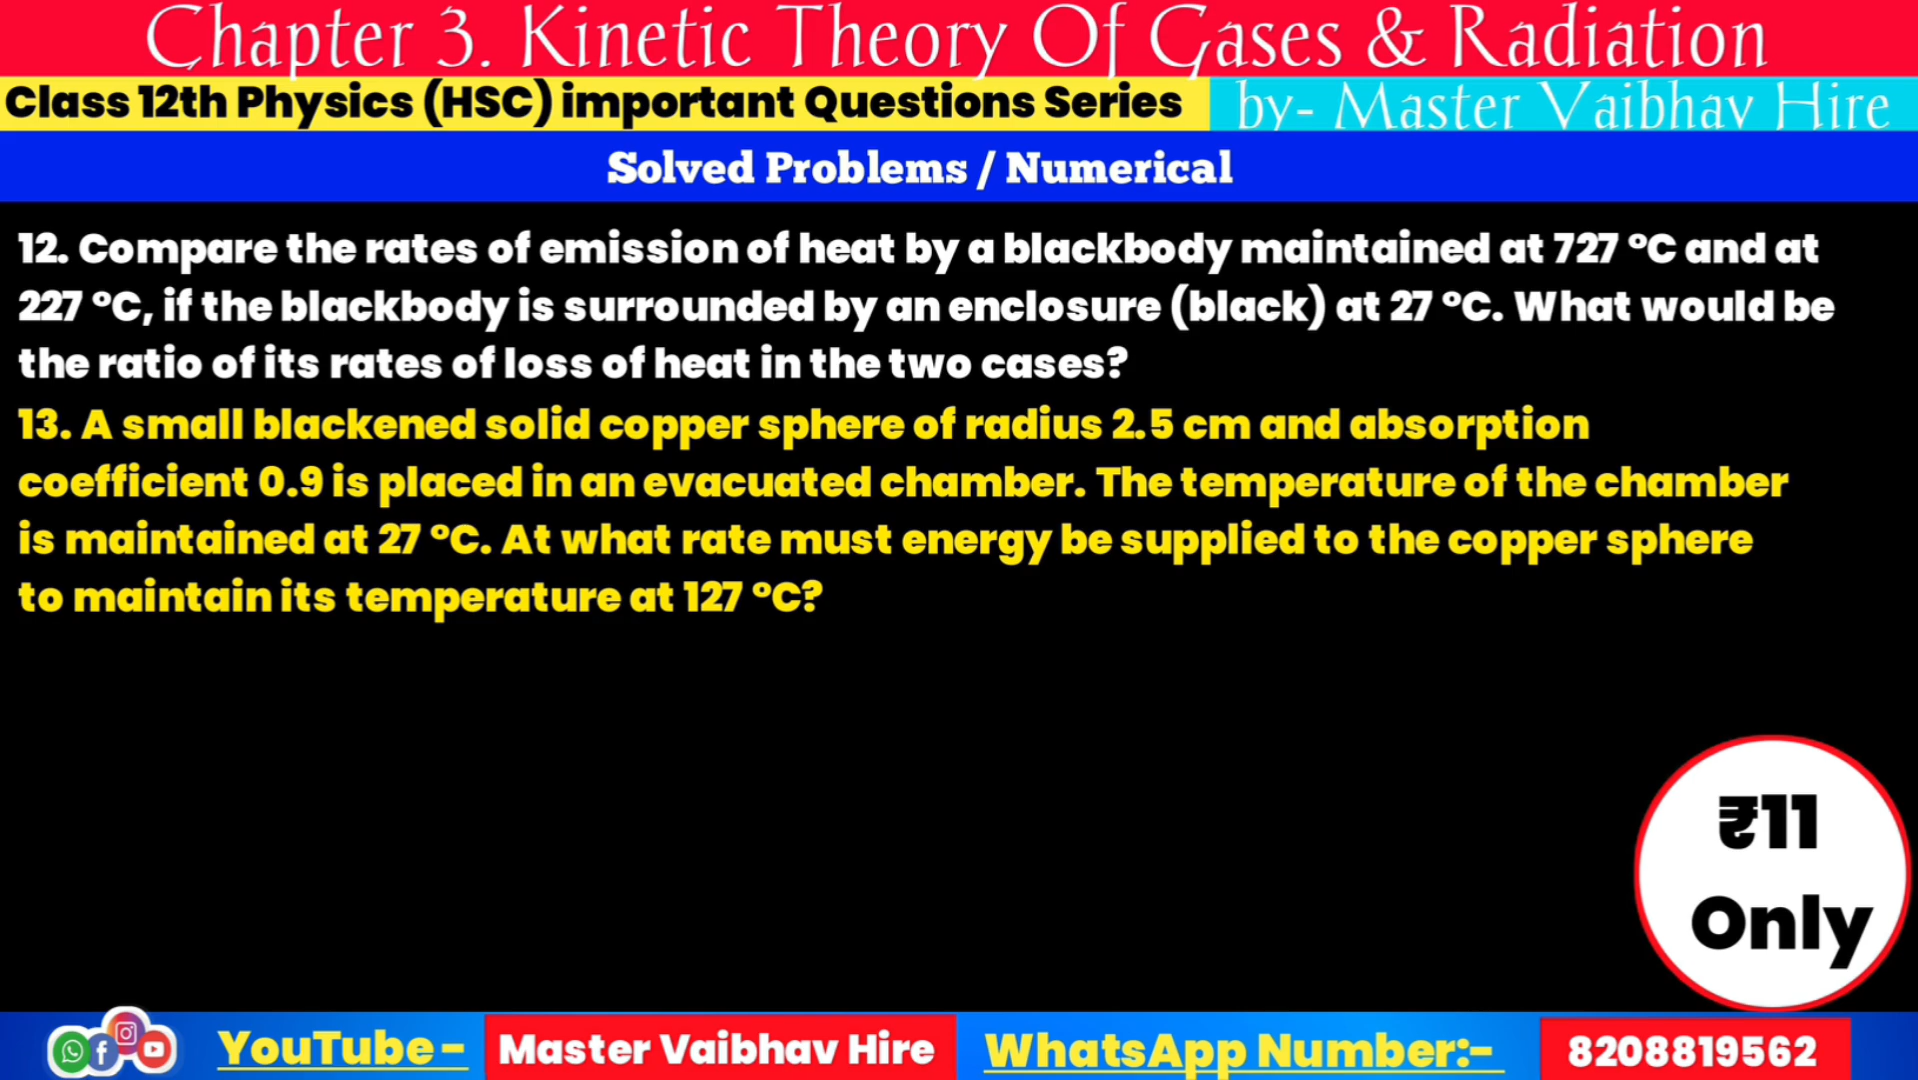 Chapter 3. Kinetic Theory Of Gases & Radiation
Class 12th Physics (HSC) important Questions Series
by- Master Vaibhav Hire
Solved Problems / Numerical
12. Compare the rates of emission of heat by a blackbody maintained at 727 °C and at
227 °C, if the blackbody is surrounded by an enclosure (black) at 27 °C. What would be
the ratio of its rates of loss of heat in the two cases?
13. A small blackened solid copper sphere of radius 2.5 cm and absorption
coefficient 0.9 is placed in an evacuated chamber. The temperature of the chamber
is maintained at 27 °C. At what rate must energy be supplied to the copper sphere
to maintain its temperature at 127 °C?
₹11
Only
YouTube- Master Vaibhav Hire WhatsApp Number:- 8208819562